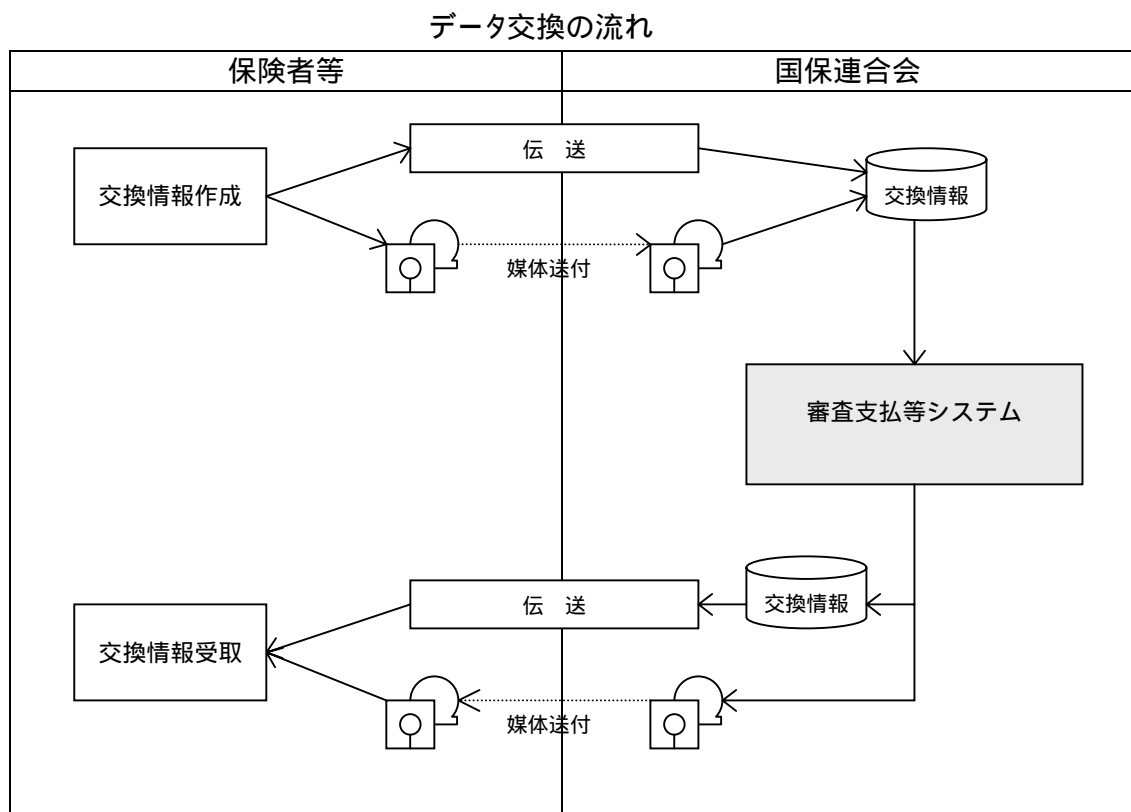 データ交換の流れ
保険者等
国保連合会
伝　送
交換情報作成
交換情報
媒体送付
審査支払等システム
伝　送
交換情報
交換情報受取
媒体送付